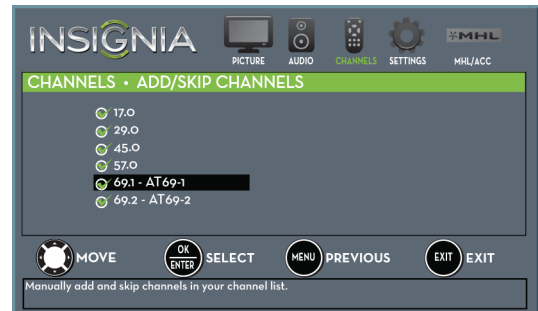 INSIGNIA
PICTURE AUDIO CHANNELS SETTINGS MHL MHL/ACC
CHANNELS • ADD/SKIP CHANNELS
17.0
29.0
45.0
57.0
69.1 - AT69-1
69.2 - AT69-2
MOVE OK ENTER SELECT MENU PREVIOUS EXIT EXIT
Manually add and skip channels in your channel list.